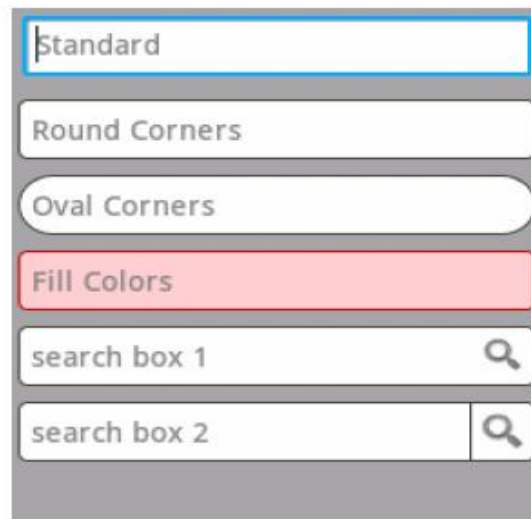 Standard
Round Corners
Oval Corners
Fill Colors
search box 1
search box 2